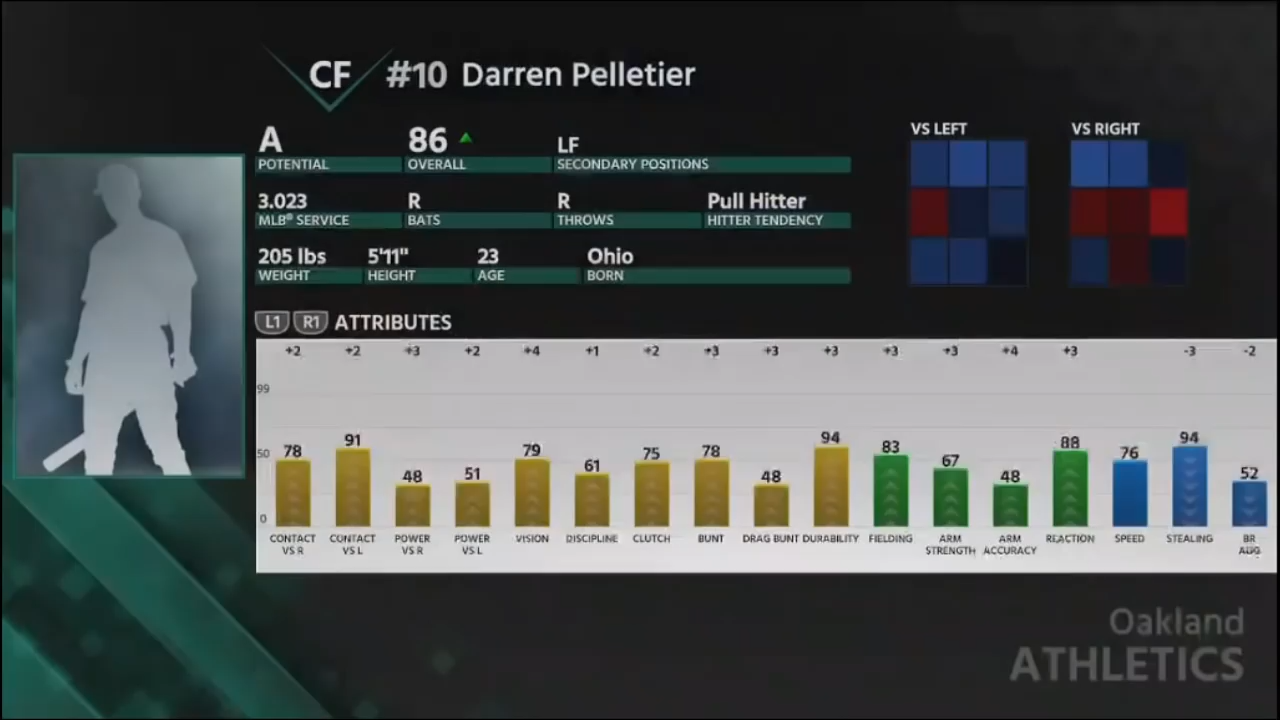 CF #10 Darren Pelletier
A 86 LF
POTENTIAL OVERALL SECONDARY POSITIONS
3.023 R R Pull Hitter
MLB® SERVICE BATS THROWS HITTER TENDENCY
205 lbs 5'11" 23 Ohio
WEIGHT HEIGHT AGE BORN
VS LEFT VS RIGHT
L1 R1 ATTRIBUTES
+2 +2 +3 +2 +4 +1 +2 +3 +3 +3 +3 +3 +4 +3 -3 -2
99
50
0
78 91 48 51 79 61 75 78 48 94 83 67 48 88 76 94 52
CONTACT CONTACT POWER POWER VISION DISCIPLINE CLUTCH BUNT DRAG BUNT DURABILITY FIELDING ARM ARM REACTION SPEED STEALING BR
VS R VS L VS R VS L STRENGTH ACCURACY AGG
Oakland
ATHLETICS